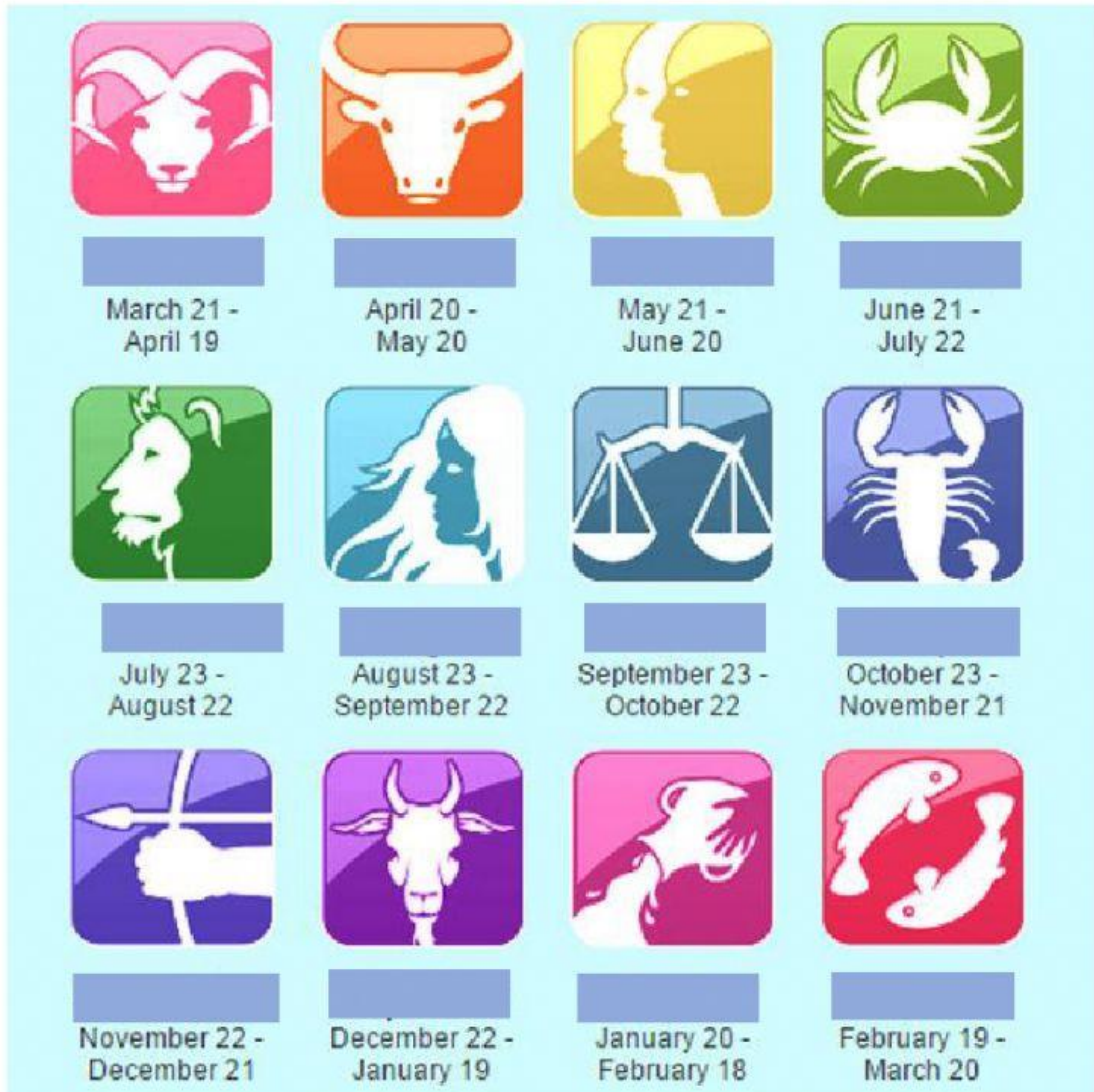 March 21 -
April 19
April 20 -
May 20
May 21 -
June 20
June 21 -
July 22
July 23 -
August 22
August 23 -
September 22
September 23 -
October 22
October 23 -
November 21
November 22 -
December 21
December 22 -
January 19
January 20 -
February 18
February 19 -
March 20